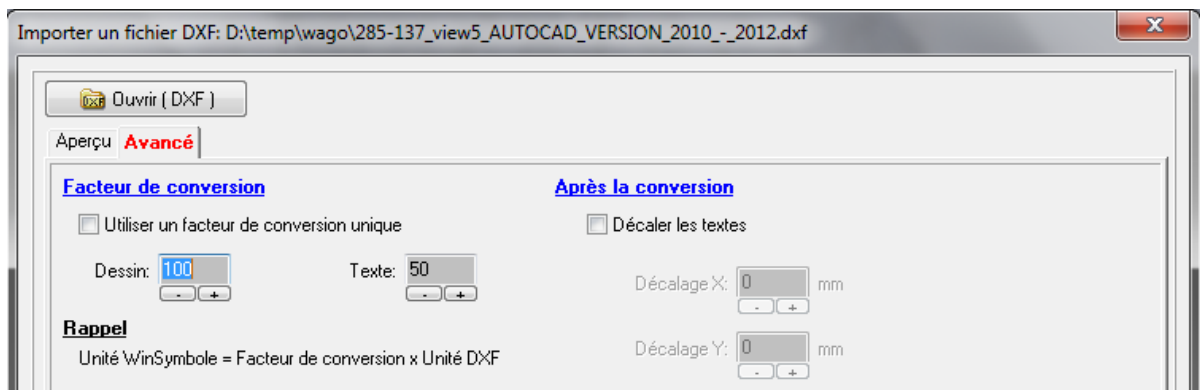 Importer un fichier DXF: D:\temp\wago\285-137_view5_AUTOCAD_VERSION_2010_-_2012.dxf
DXF Ouvrir ( DXF )
Aperçu Avancé
Facteur de conversion Après la conversion
Utiliser un facteur de conversion unique Décaler les textes
Dessin: 100 Texte: 50
- + - +
Décalage X: 0 mm
- +
Rappel
Unité WinSymbole = Facteur de conversion x Unité DXF
Décalage Y: 0 mm
- +